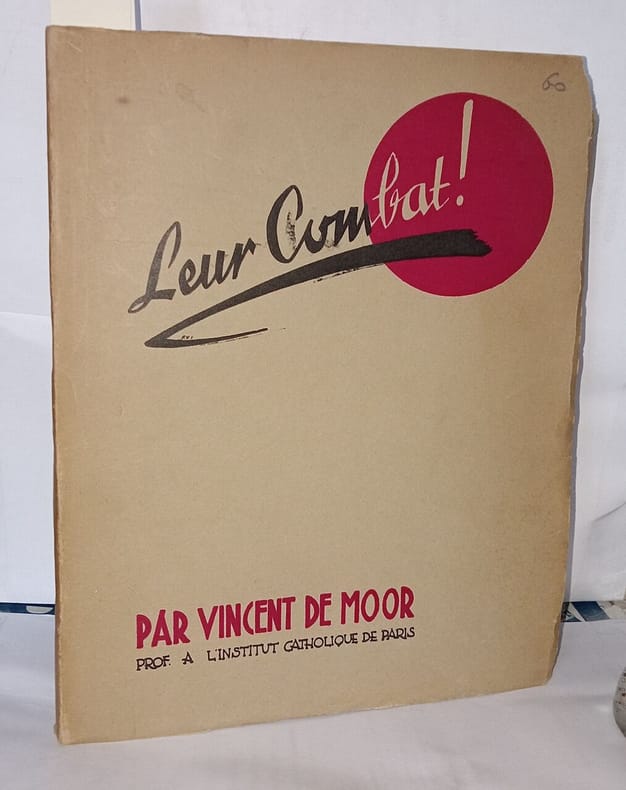 60
Leur Combat!
PAR VINCENT DE MOOR
PROF. A L'INSTITUT CATHOLIQUE DE PARIS